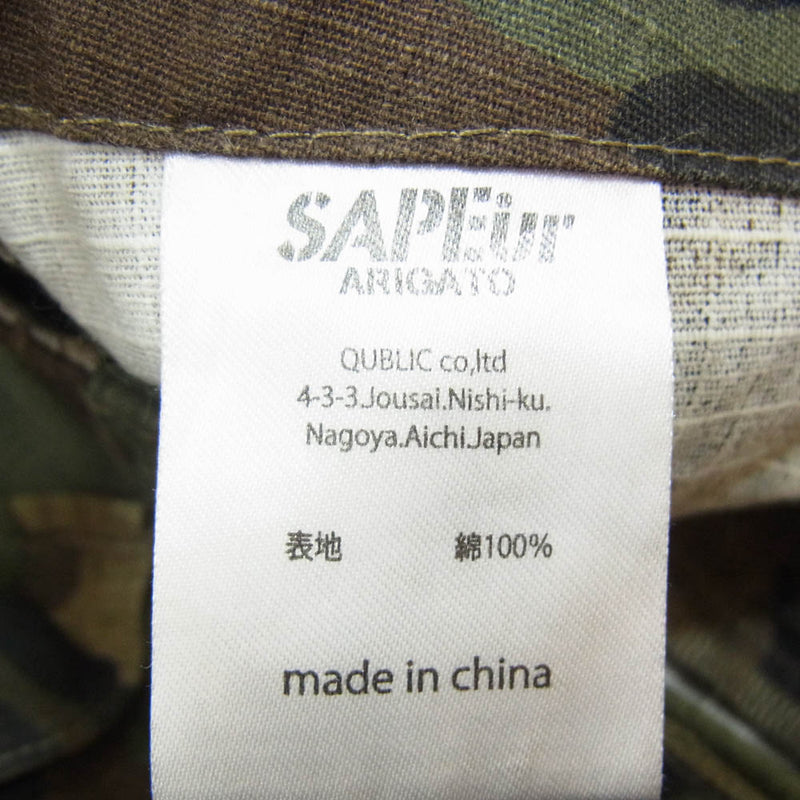 SAPEur
ARIGATO
QUBLIC co,ltd
4-3-3.Jousai.Nishi-ku.
Nagoya.Aichi.Japan
表地 綿100%
made in china